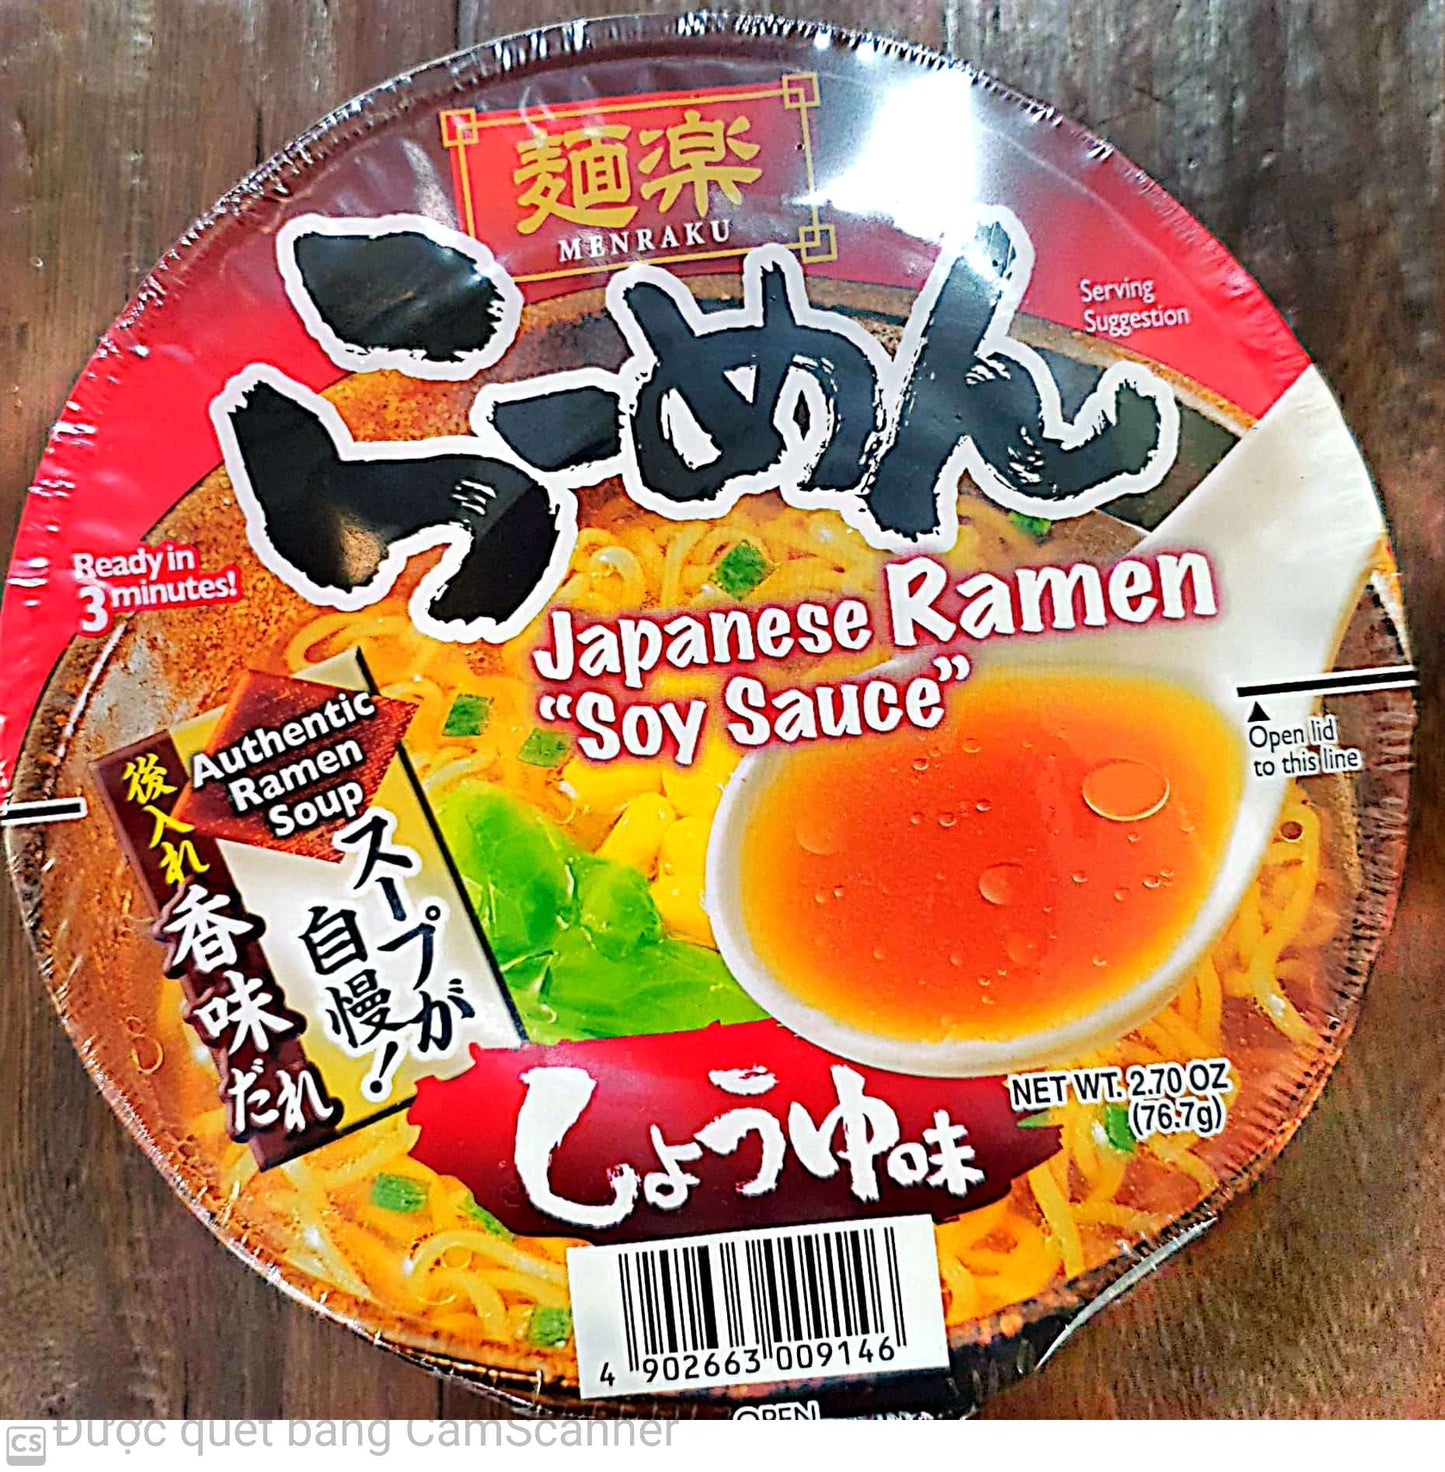 麺楽
MENRAKU
らーめん
Serving
Suggestion
Ready in
3 minutes!
Japanese Ramen
“Soy Sauce”
Open lid
to this line
Authentic
Ramen
Soup
後入れ
香味だれ
スープが
自慢!
しょうゆ味
NET WT. 2.70 OZ
(76.7g)
4 902663 009146
OPEN
CS Được quét bằng CamScanner